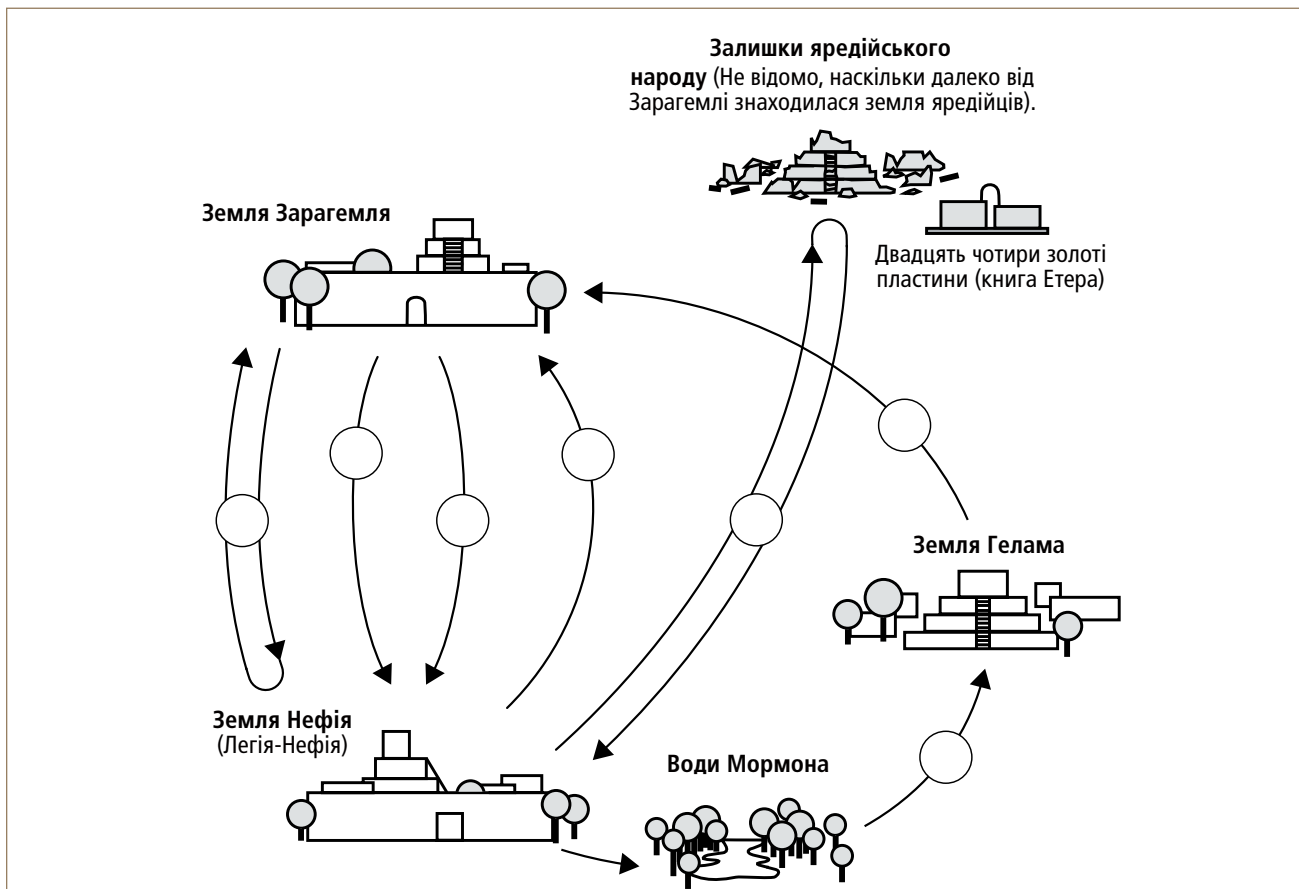 Залишки яредійського
народу (Не відомо, наскільки далеко від
Зарагемлі знаходилася земля яредійців).
Земля Зарагемля
Двадцять чотири золоті
пластини (книга Етера)
Земля Гелама
Земля Нефія
(Легія-Нефія)
Води Мормона